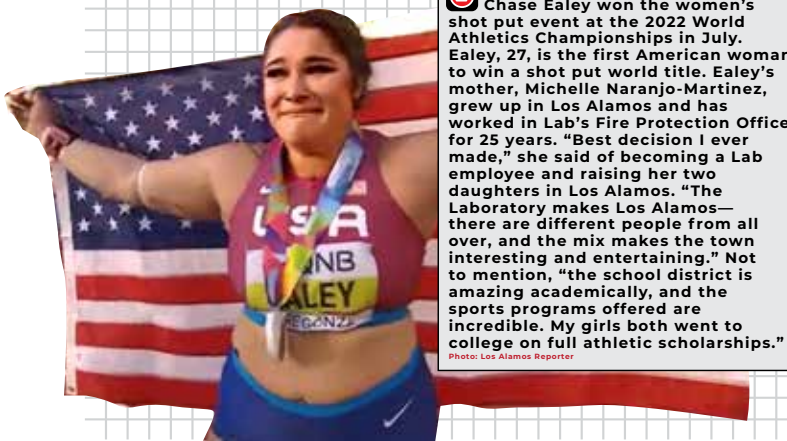 Chase Ealey won the women's
shot put event at the 2022 World
Athletics Championships in July.
Ealey, 27, is the first American woman
to win a shot put world title. Ealey's
mother, Michelle Naranjo-Martinez,
grew up in Los Alamos and has
worked in Lab's Fire Protection Office
for 25 years. “Best decision I ever
made,” she said of becoming a Lab
employee and raising her two
daughters in Los Alamos. “The
Laboratory makes Los Alamos—
there are different people from all
over, and the mix makes the town
interesting and entertaining.” Not
to mention, “the school district is
amazing academically, and the
sports programs offered are
incredible. My girls both went to
college on full athletic scholarships.”
Photo: Los Alamos Reporter
USA
QNB
EALEY